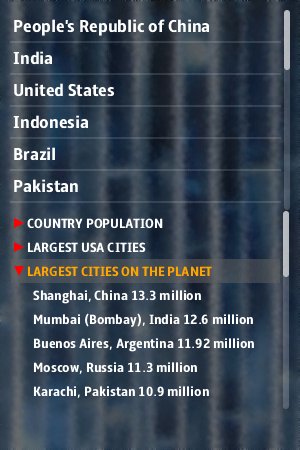 People's Republic of China
India
United States
Indonesia
Brazil
Pakistan
COUNTRY POPULATION
LARGEST USA CITIES
LARGEST CITIES ON THE PLANET
Shanghai, China 13.3 million
Mumbai (Bombay), India 12.6 million
Buenos Aires, Argentina 11.92 million
Moscow, Russia 11.3 million
Karachi, Pakistan 10.9 million